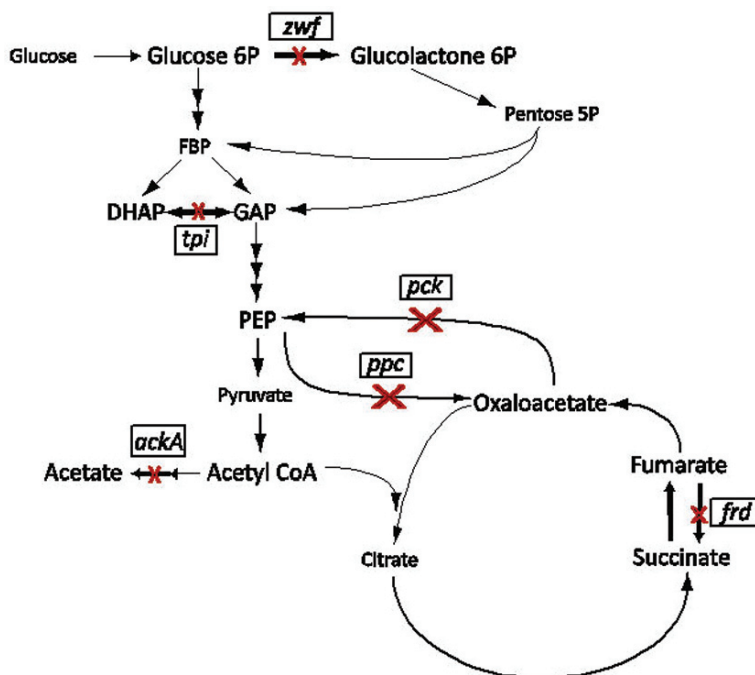 zwf
Glucose Glucose 6P Glucolactone 6P
Pentose 5P
FBP
DHAP GAP
tpi
pck
PEP
ppc
Pyruvate Oxaloacetate
ackA
Acetate Acetyl CoA Fumarate
frd
Citrate Succinate